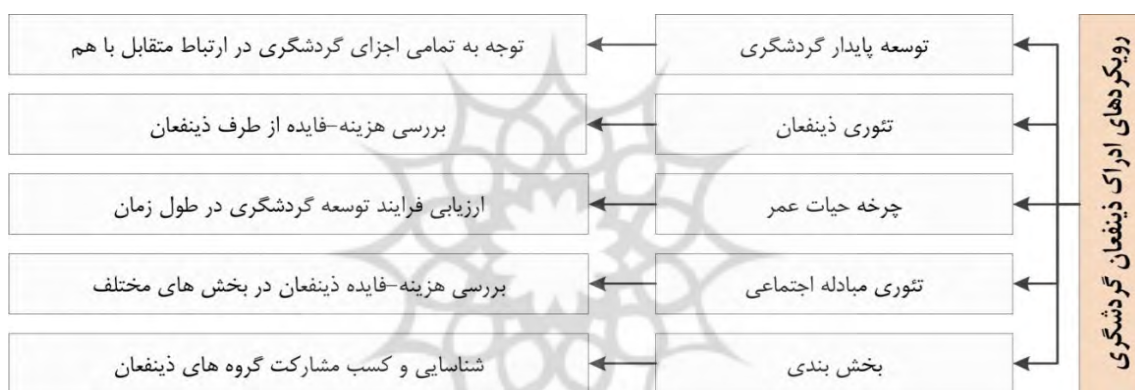 رویکردهای ادراک ذینفعان گردشگری
توسعه پایدار گردشگری
توجه به تمامی اجزای گردشگری در ارتباط متقابل با هم
تئوری ذینفعان
بررسی هزینه-فایده از طرف ذینفعان
چرخه حیات عمر
ارزیابی فرایند توسعه گردشگری در طول زمان
تئوری مبادله اجتماعی
بررسی هزینه-فایده ذینفعان در بخش های مختلف
بخش بندی
شناسایی و کسب مشارکت گروه های ذینفعان